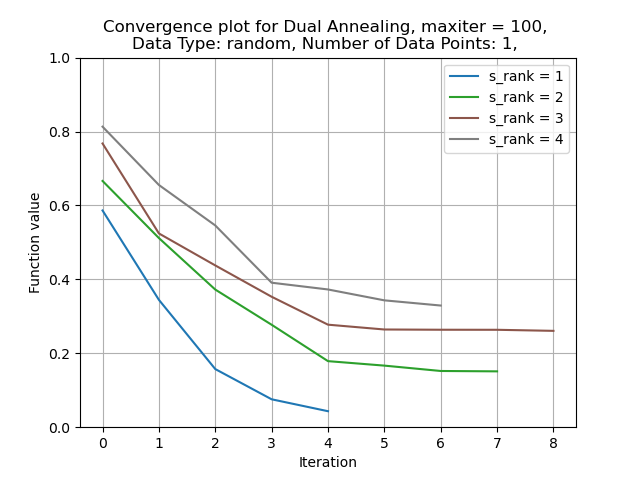 Convergence plot for Dual Annealing, maxiter = 100,
Data Type: random, Number of Data Points: 1,
s_rank = 1
s_rank = 2
s_rank = 3
s_rank = 4
Function value
1.0
0.8
0.6
0.4
0.2
0.0
0 1 2 3 4 5 6 7 8
Iteration